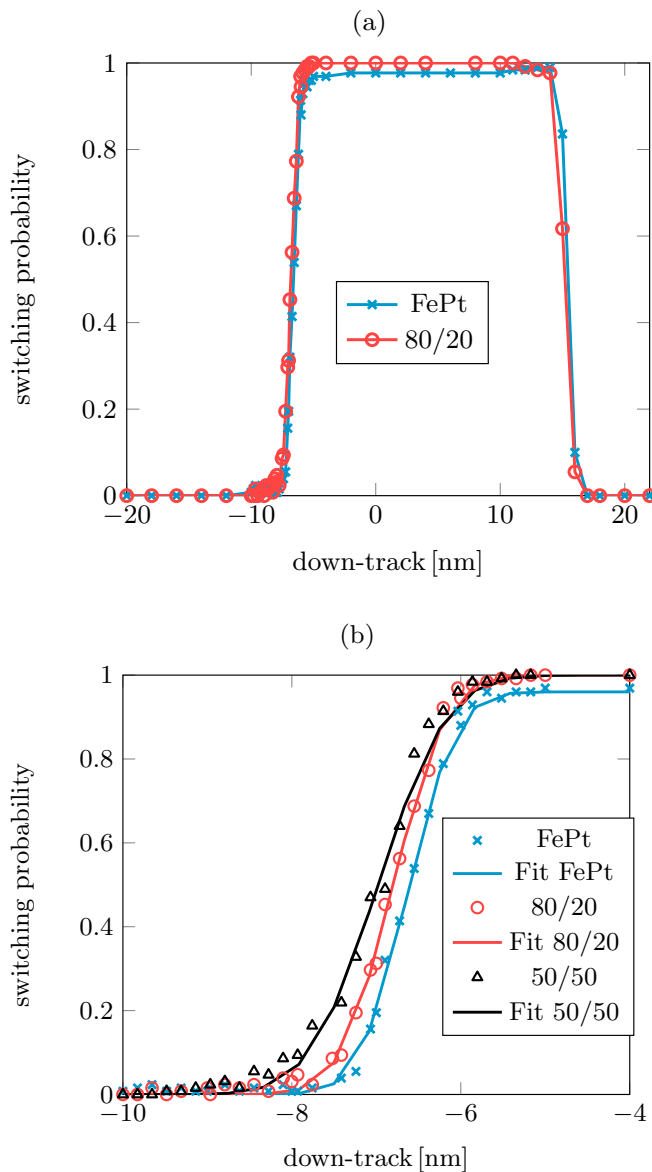 (a)
1
0.8
0.6
0.4
0.2
0
switching probability
FePt
80/20
−20 −10 0 10 20
down-track [nm]
(b)
1
0.8
0.6
0.4
0.2
0
switching probability
FePt
Fit FePt
80/20
Fit 80/20
50/50
Fit 50/50
−10 −8 −6 −4
down-track [nm]